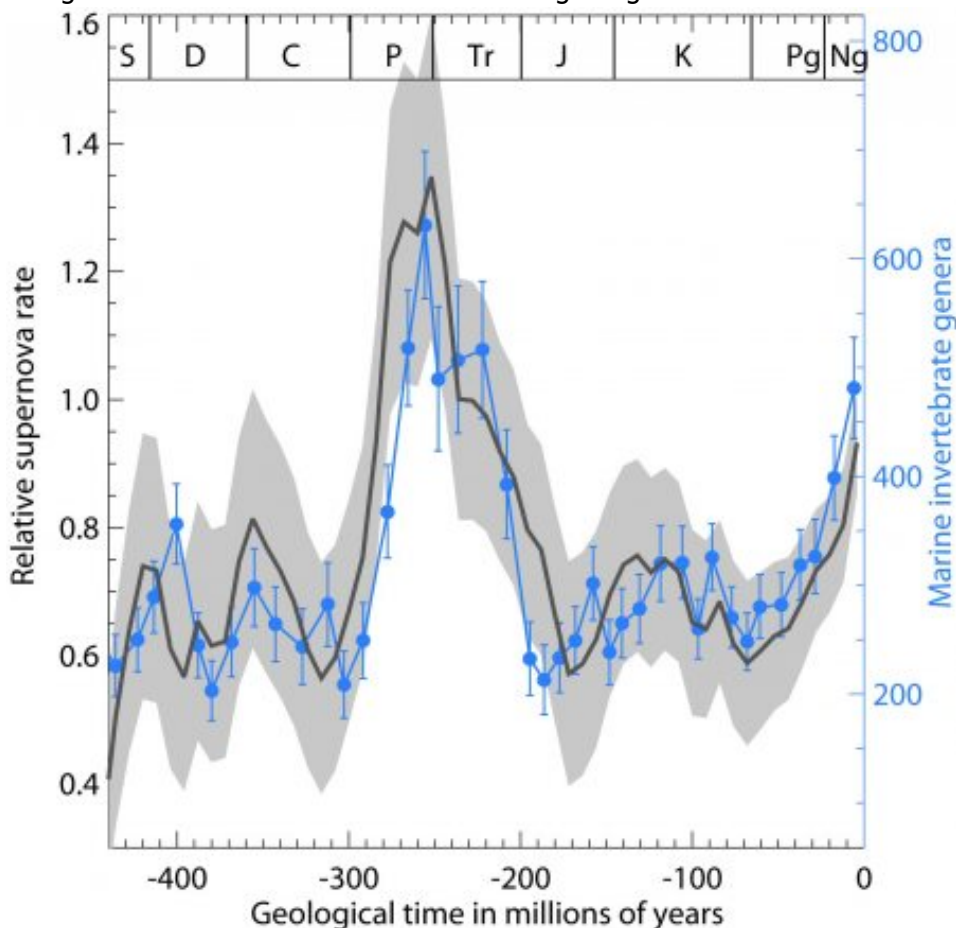 S D C P Tr J K Pg Ng
1.6
1.4
1.2
1.0
0.8
0.6
0.4
Relative supernova rate
800
600
400
200
Marine invertebrate genera
-400 -300 -200 -100 0
Geological time in millions of years